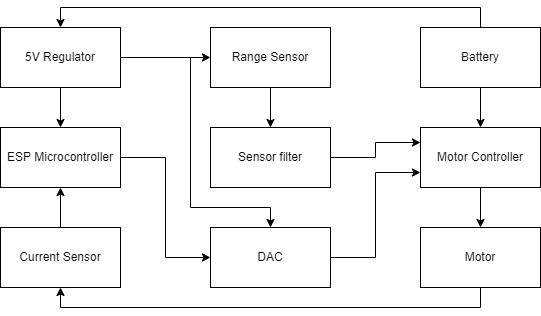 5V Regulator
Range Sensor
Battery
ESP Microcontroller
Sensor filter
Motor Controller
Current Sensor
DAC
Motor